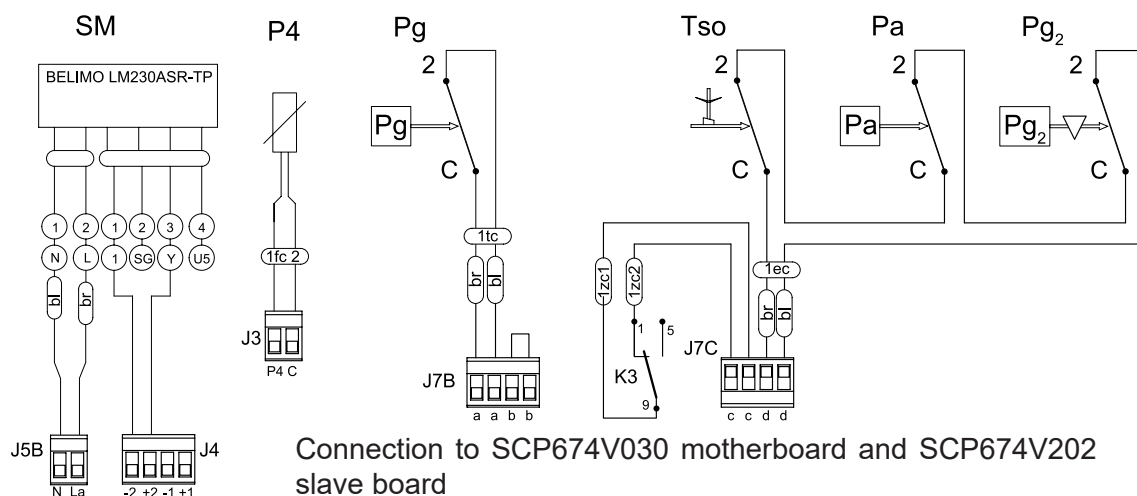 SM P4 Pg Tso Pa Pg₂
BELIMO LM230ASR-TP
2 2 2 2
Pg Pa Pg₂
C C C C
1 2 1 2 3 4
N L 1 SG Y U5
1fc 2
1tc
1zc1 1zc2 1ec
bl br br bl br bl
1 5
J3 J7C
K3
P4 C
J7B
9
a a b b c c d d
J5B J4
N La -2 +2 -1 +1
Connection to SCP674V030 motherboard and SCP674V202
slave board